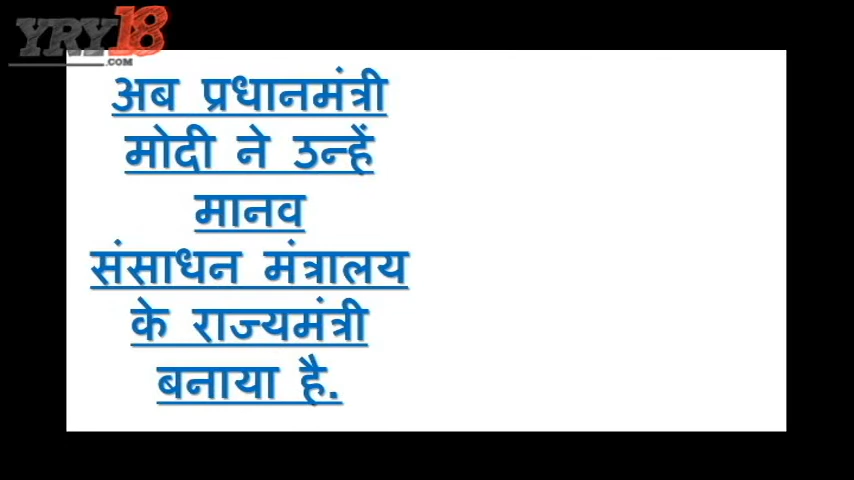 YRY18
.COM
अब प्रधानमंत्री
मोदी ने उन्हें
मानव
संसाधन मंत्रालय
के राज्यमंत्री
बनाया है.